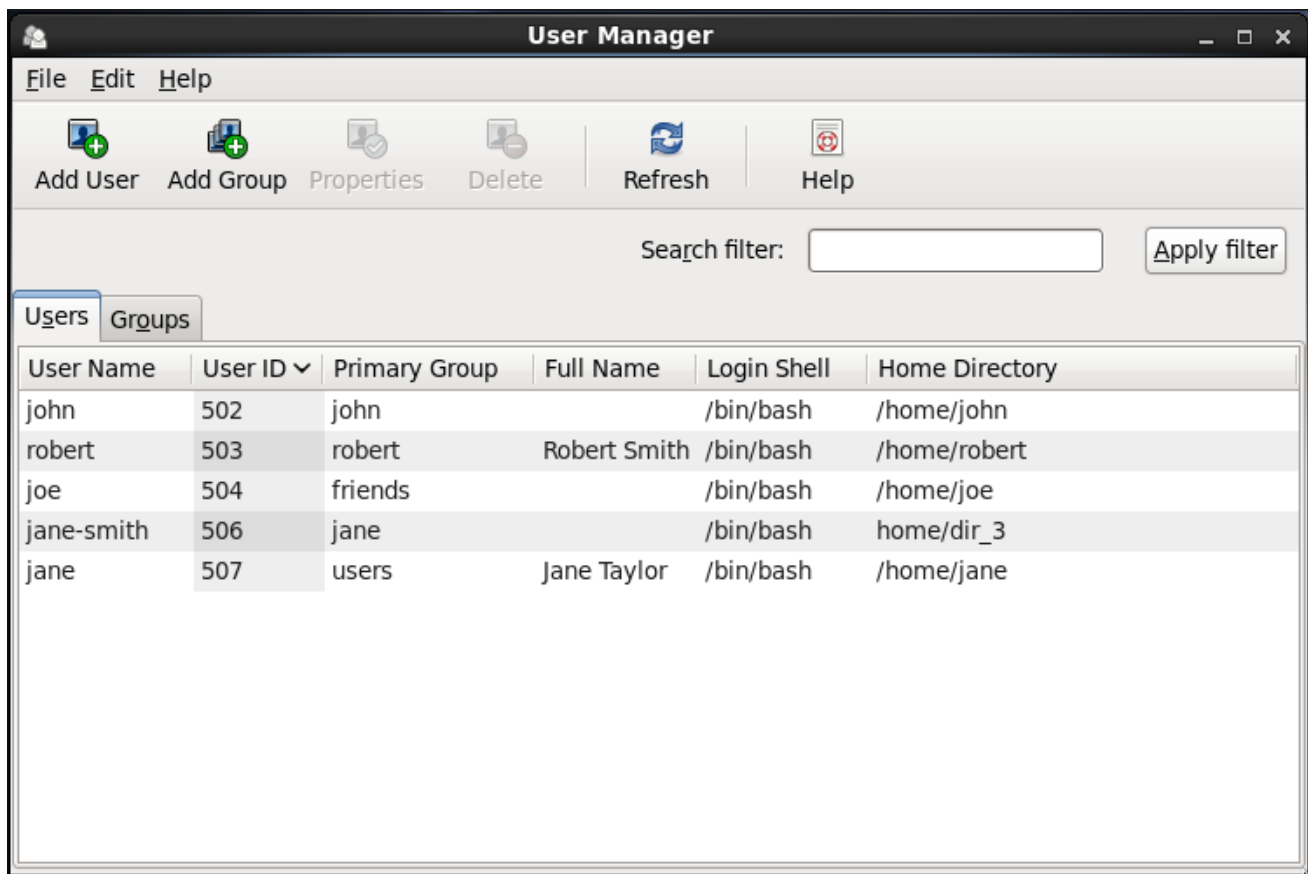 User Manager
File Edit Help
Add User Add Group Properties Delete Refresh Help
Search filter: Apply filter
Users Groups
User Name User ID Primary Group Full Name Login Shell Home Directory
john 502 john /bin/bash /home/john
robert 503 robert Robert Smith /bin/bash /home/robert
joe 504 friends /bin/bash /home/joe
jane-smith 506 jane /bin/bash home/dir_3
jane 507 users Jane Taylor /bin/bash /home/jane